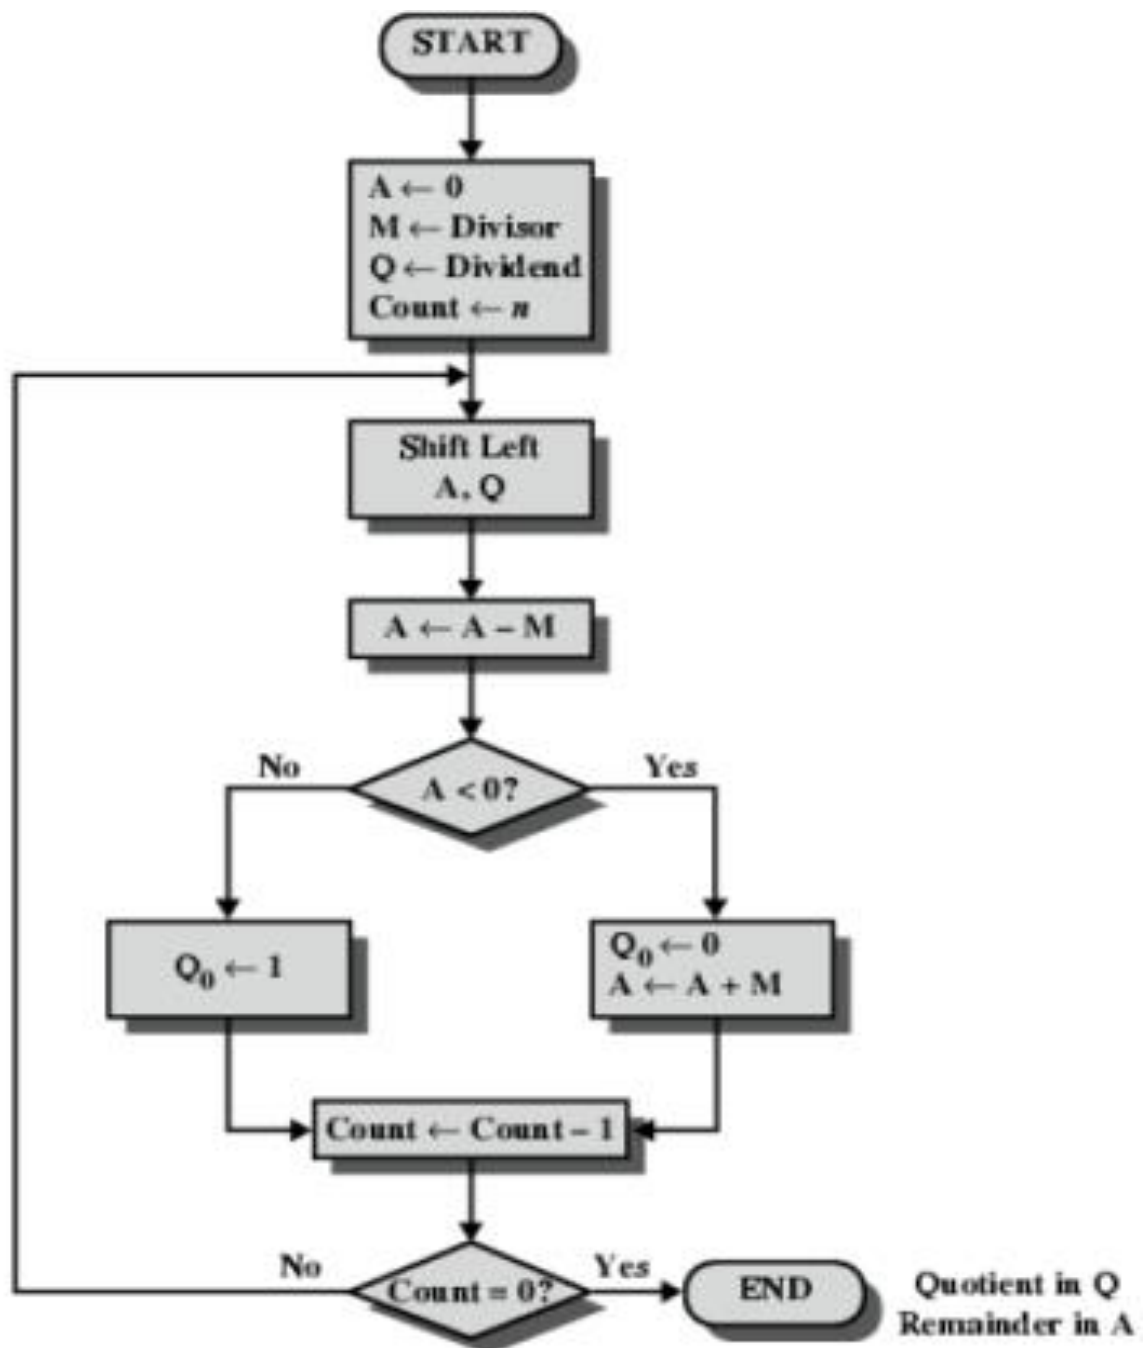 START
A ← 0
M ← Divisor
Q ← Dividend
Count ← n
Shift Left
A, Q
A ← A – M
No
A < 0?
Yes
Q₀ ← 1
Q₀ ← 0
A ← A + M
Count ← Count – 1
No
Count = 0?
Yes
END
Quotient in Q
Remainder in A